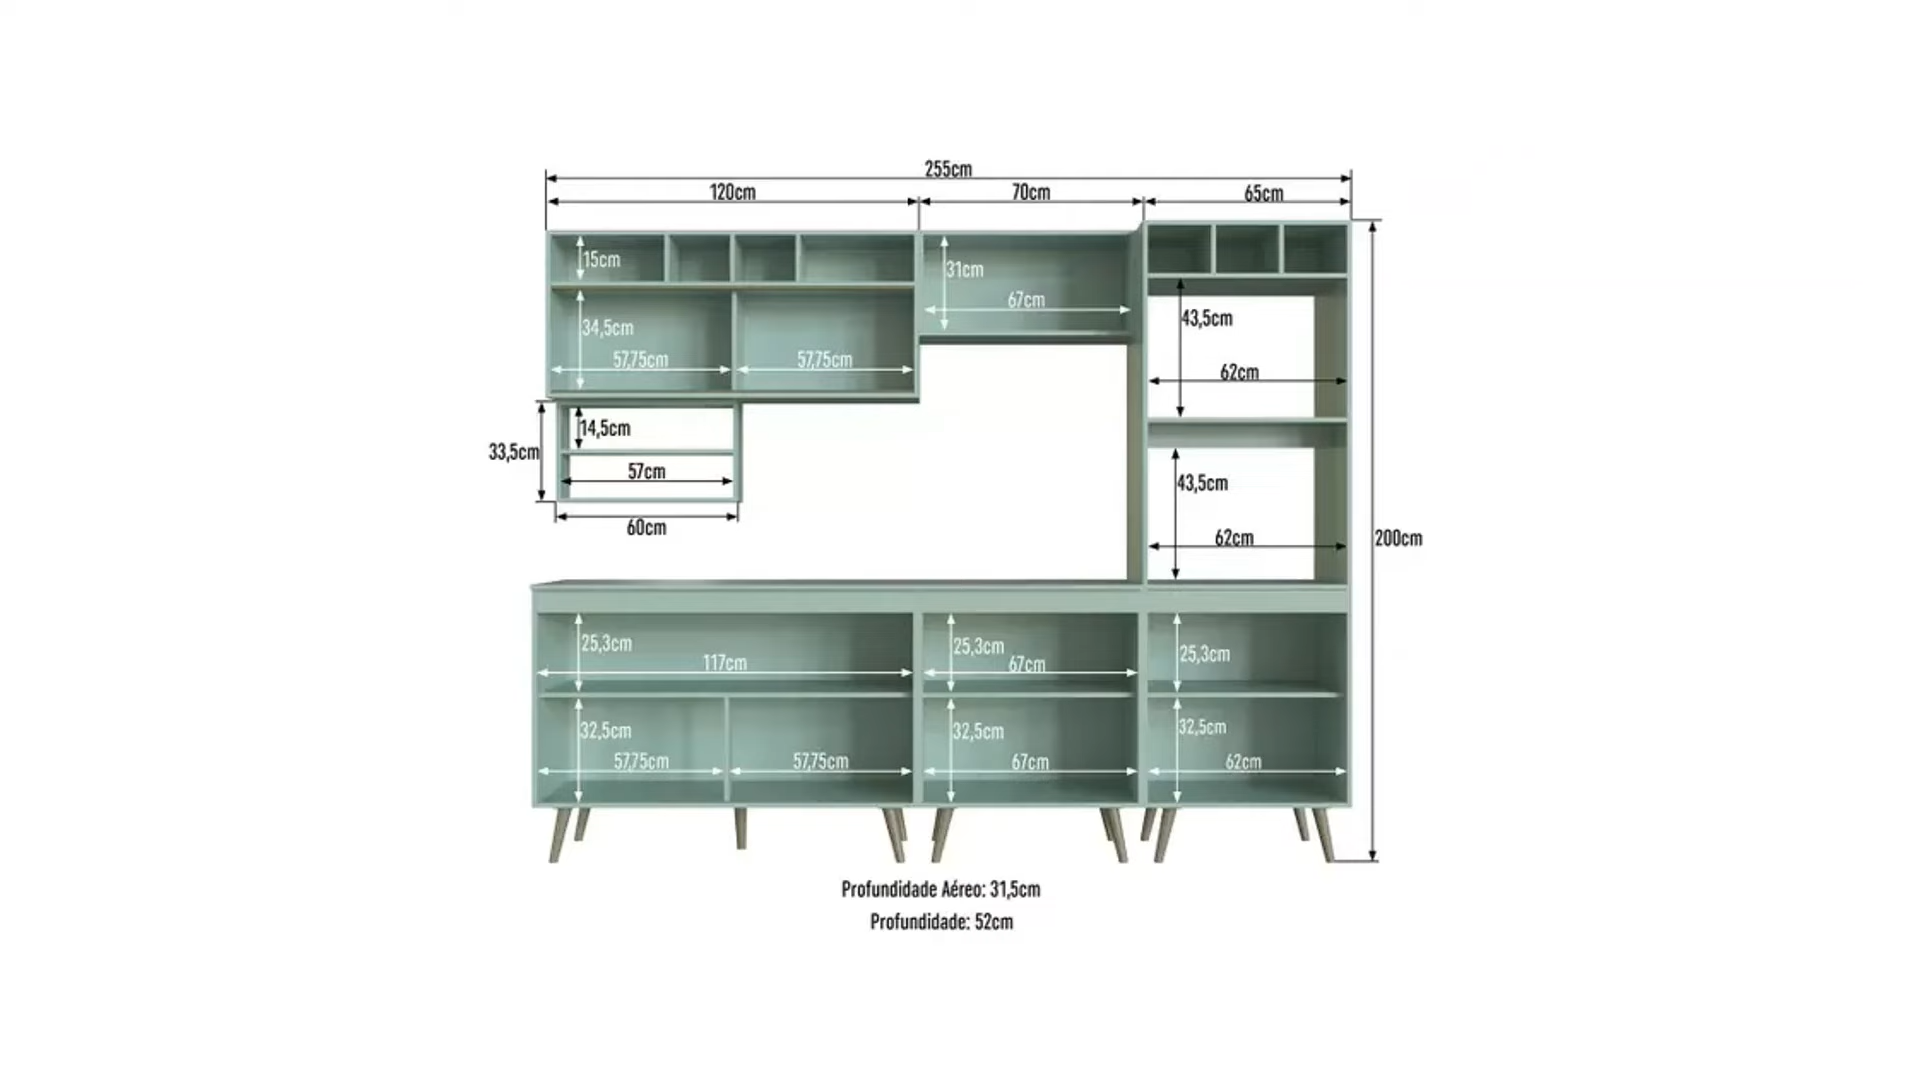 255cm
120cm
70cm
65cm
15cm
31cm
67cm
34,5cm
57,75cm
57,75cm
43,5cm
62cm
33,5cm
14,5cm
57cm
60cm
43,5cm
62cm
200cm
25,3cm
117cm
25,3cm
67cm
25,3cm
32,5cm
57,75cm
57,75cm
32,5cm
67cm
32,5cm
62cm
Profundidade Aéreo: 31,5cm
Profundidade: 52cm